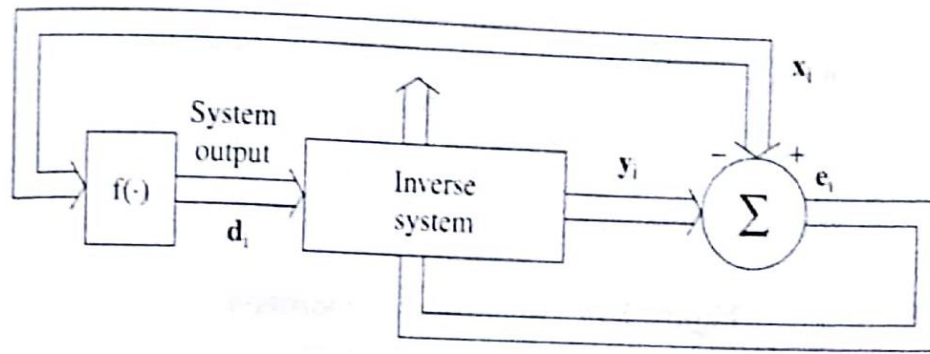 x_i
System
output
f(·)
d_i
Inverse
system
y_i
−
+
e_i
Σ